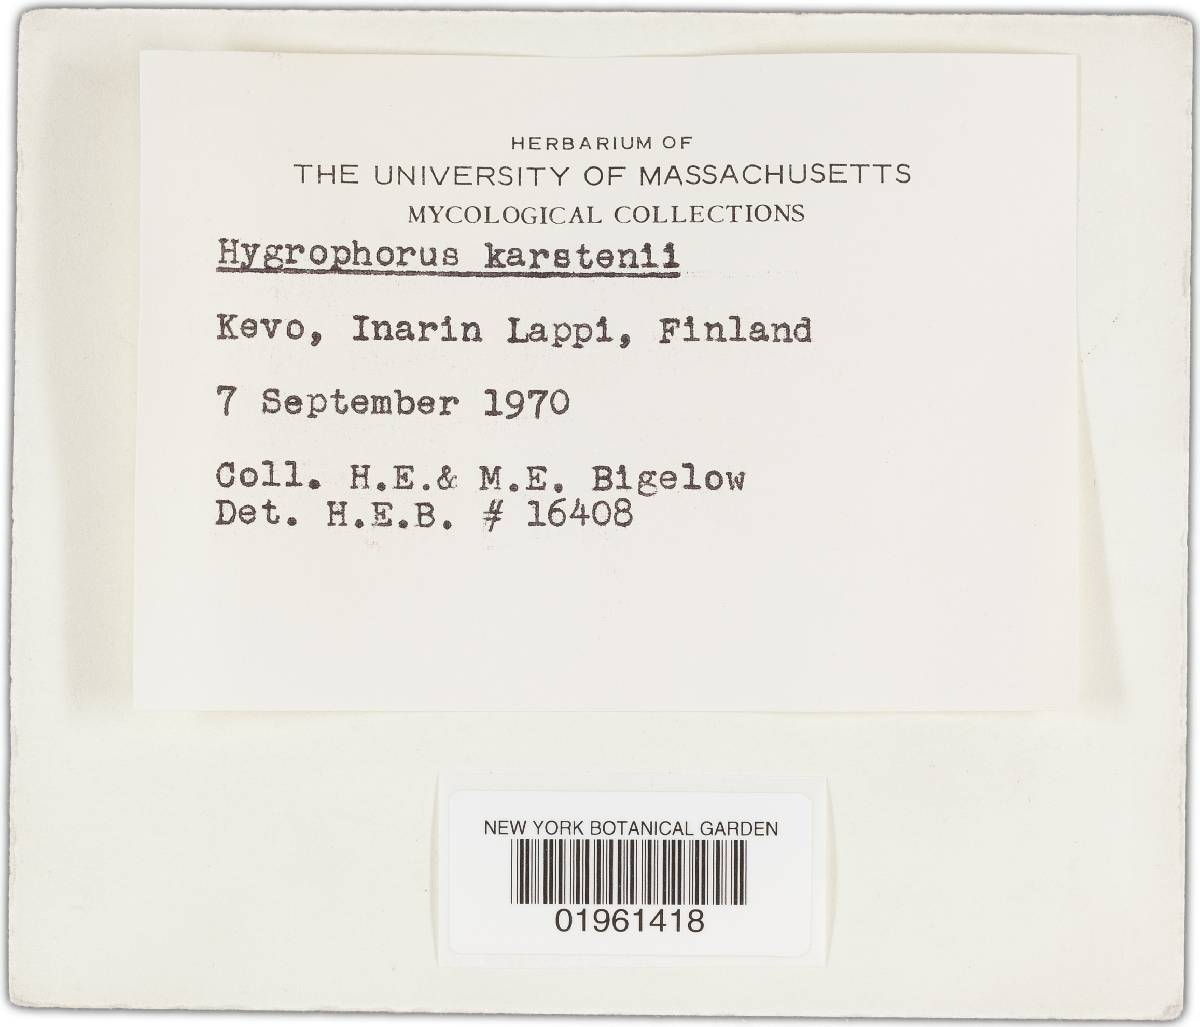 HERBARIUM OF
THE UNIVERSITY OF MASSACHUSETTS
MYCOLOGICAL COLLECTIONS
Hygrophorus karstenii
Kevo, Inarin Lappi, Finland
7 September 1970
Coll. H.E.& M.E. Bigelow
Det. H.E.B. # 16408
NEW YORK BOTANICAL GARDEN
01961418